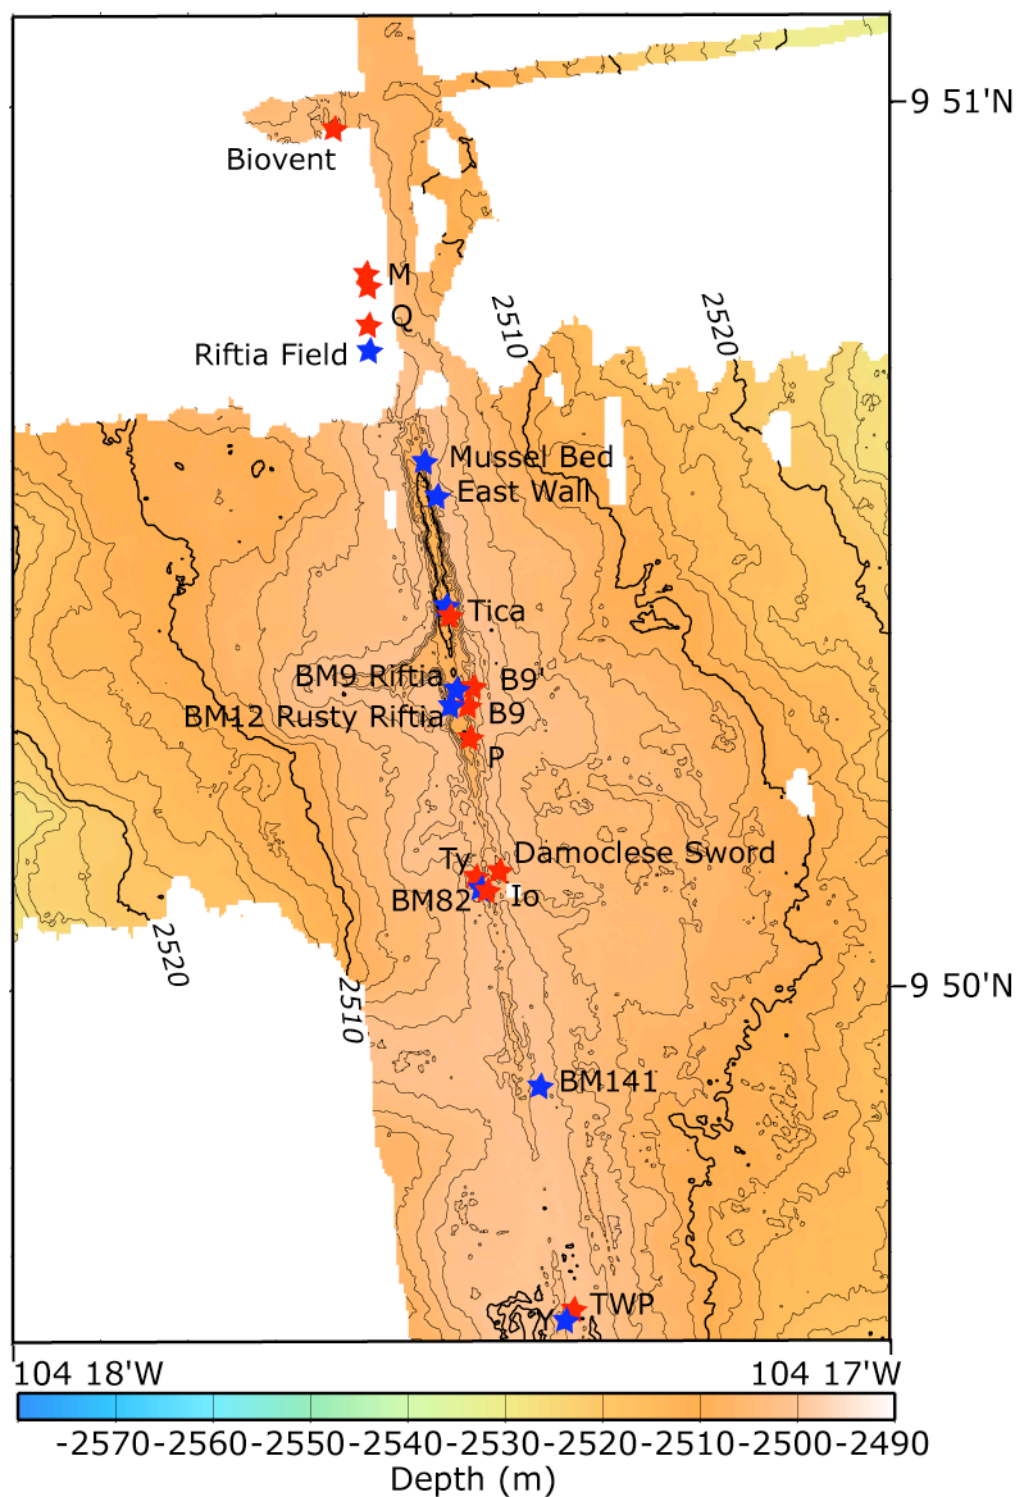 9 51'N
Biovent
M
Q
2510
2520
Riftia Field
Mussel Bed
East Wall
Tica
BM9 Riftia
B9'
BM12 Rusty Riftia
B9
P
Ty
Damoclese Sword
BM82
Io
2520
2510
9 50'N
BM141
TWP
Y
104 18'W
104 17'W
-2570 -2560 -2550 -2540 -2530 -2520 -2510 -2500 -2490
Depth (m)